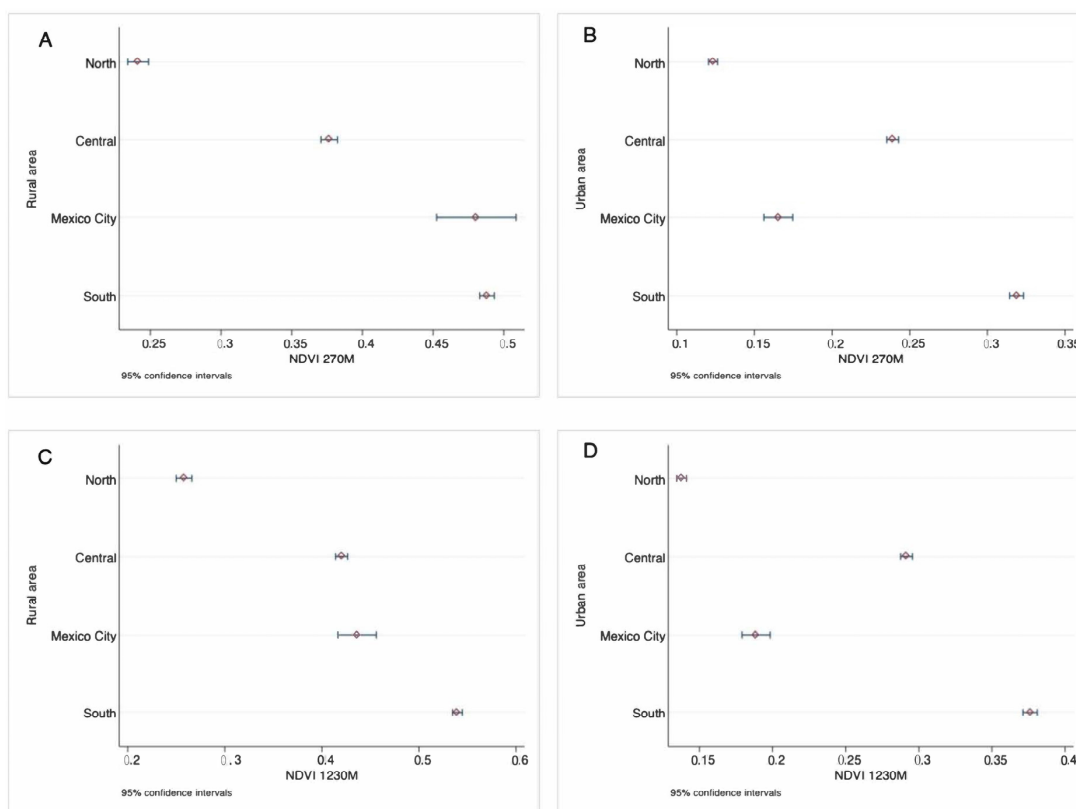 A
Rural area
North
Central
Mexico City
South
0.25 0.3 0.35 0.4 0.45 0.5
NDVI 270M
95% confidence intervals
B
Urban area
North
Central
Mexico City
South
0.1 0.15 0.2 0.25 0.3 0.35
NDVI 270M
95% confidence intervals
C
Rural area
North
Central
Mexico City
South
0.2 0.3 0.4 0.5 0.6
NDVI 1230M
95% confidence intervals
D
Urban area
North
Central
Mexico City
South
0.15 0.2 0.25 0.3 0.35 0.4
NDVI 1230M
95% confidence intervals